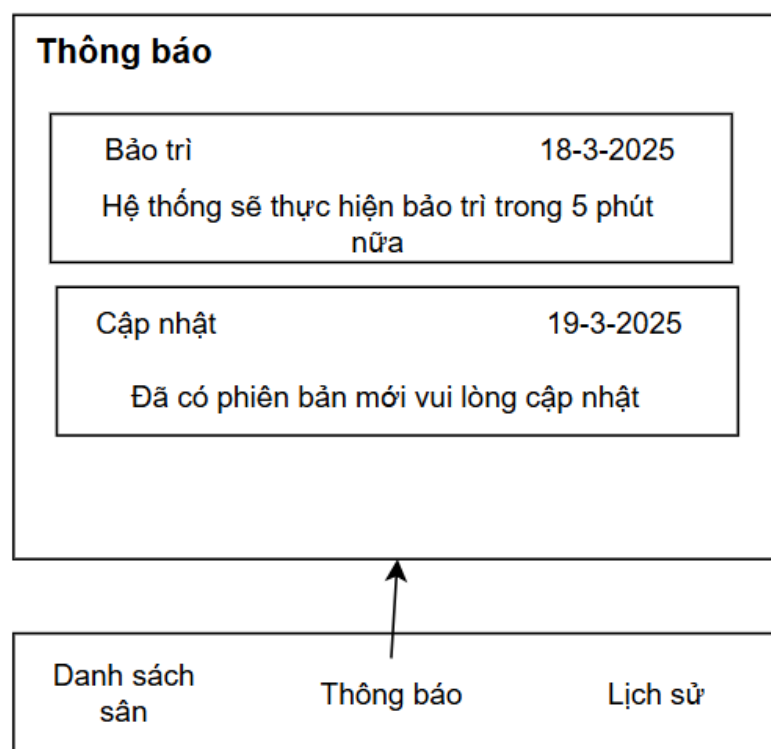 Thông báo
Bảo trì 18-3-2025
Hệ thống sẽ thực hiện bảo trì trong 5 phút
nữa
Cập nhật 19-3-2025
Đã có phiên bản mới vui lòng cập nhật
Danh sách
sân
Thông báo
Lịch sử